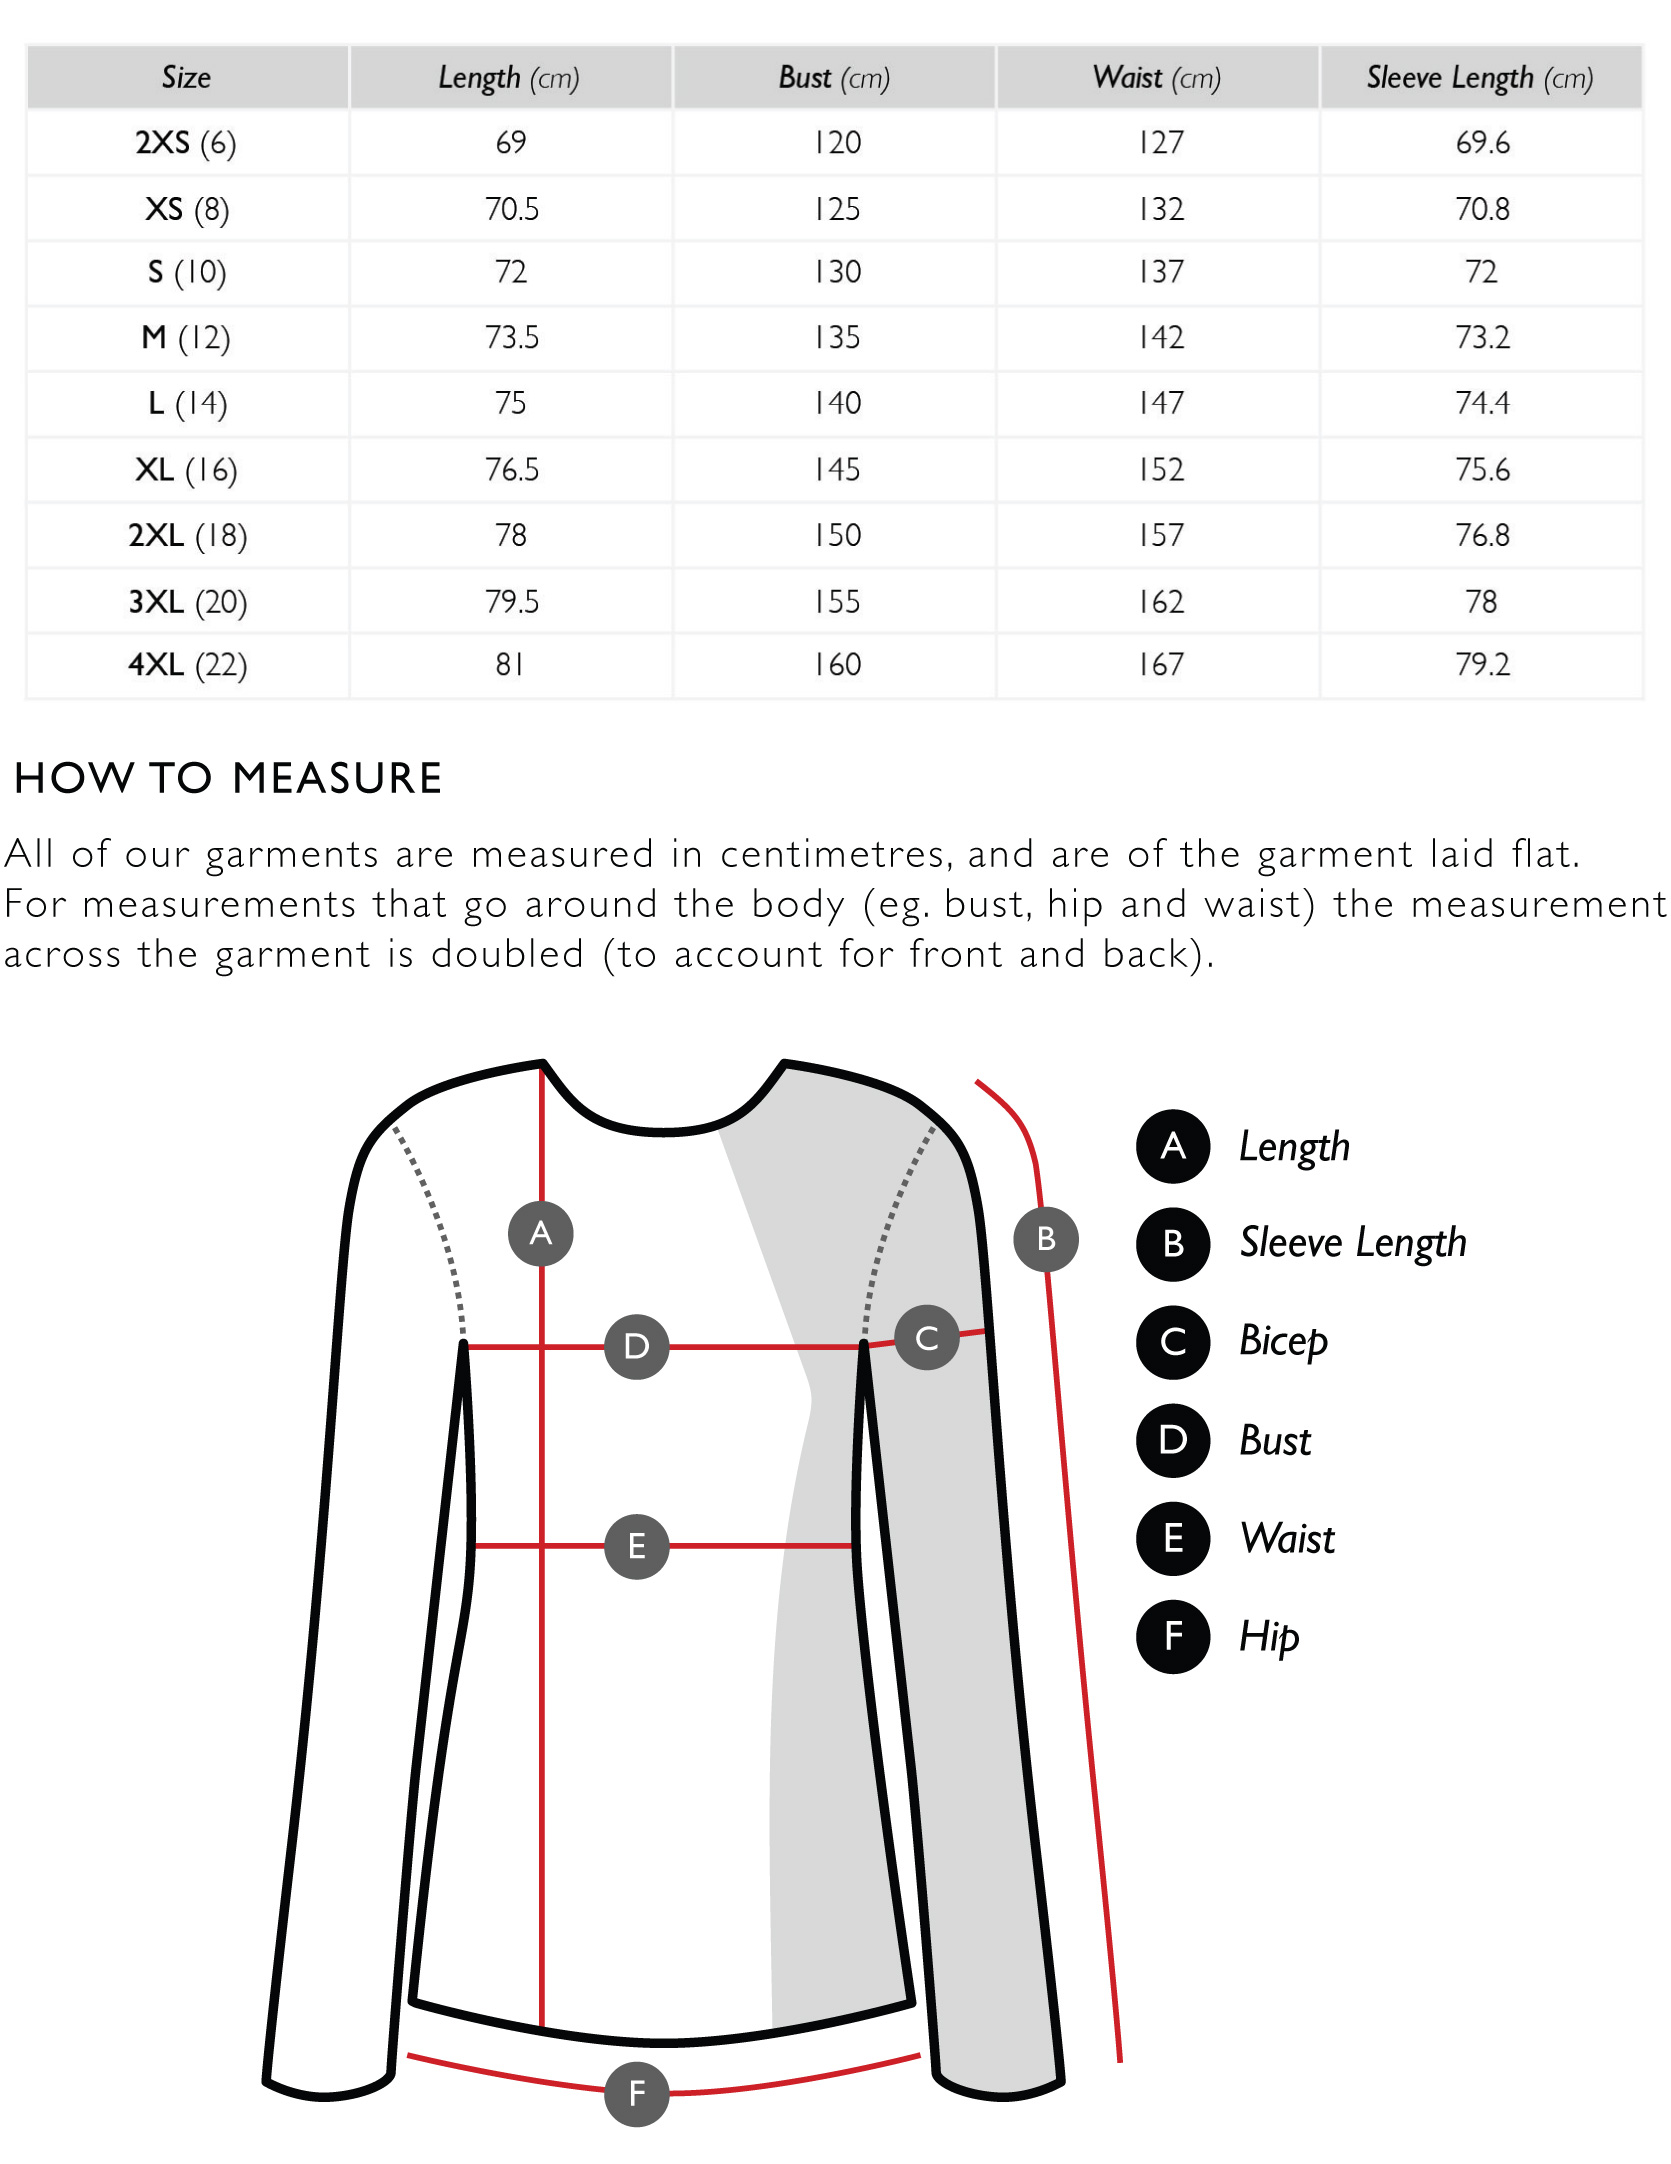 Size Length (cm) Bust (cm) Waist (cm) Sleeve Length (cm)
2XS (6) 69 120 127 69.6
XS (8) 70.5 125 132 70.8
S (10) 72 130 137 72
M (12) 73.5 135 142 73.2
L (14) 75 140 147 74.4
XL (16) 76.5 145 152 75.6
2XL (18) 78 150 157 76.8
3XL (20) 79.5 155 162 78
4XL (22) 81 160 167 79.2
HOW TO MEASURE
All of our garments are measured in centimetres, and are of the garment laid flat.
For measurements that go around the body (eg. bust, hip and waist) the measurement
across the garment is doubled (to account for front and back).
A
B
D
C
E
F
A Length
B Sleeve Length
C Bicep
D Bust
E Waist
F Hip